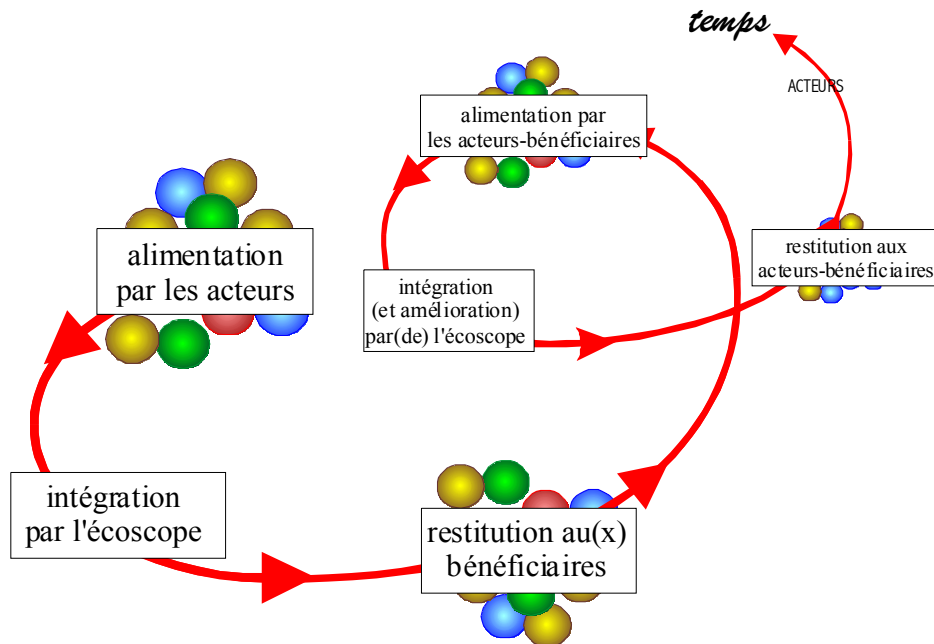 temps
ACTEURS
alimentation par
les acteurs-bénéficiaires
alimentation
par les acteurs
restitution aux
acteurs-bénéficiaires
intégration
(et amélioration)
par(de) l'écoscope
intégration
par l'écoscope
restitution au(x)
bénéficiaires